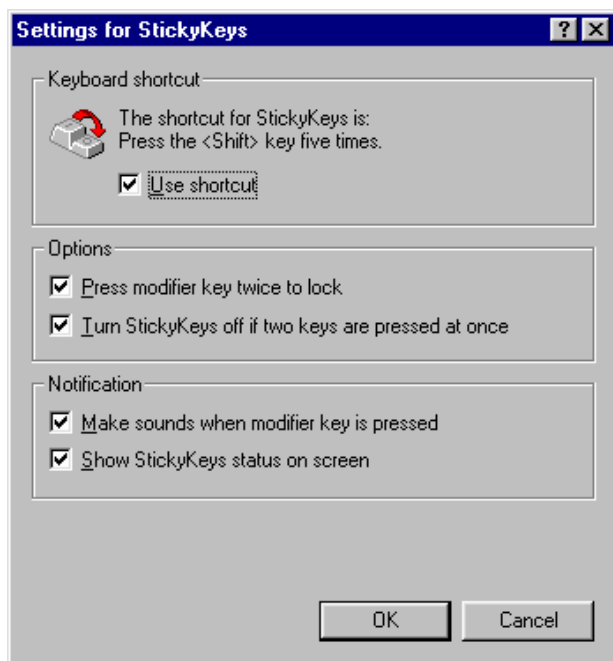 Settings for StickyKeys
Keyboard shortcut
The shortcut for StickyKeys is:
Press the <Shift> key five times.
Use shortcut
Options
Press modifier key twice to lock
Turn StickyKeys off if two keys are pressed at once
Notification
Make sounds when modifier key is pressed
Show StickyKeys status on screen
OK
Cancel